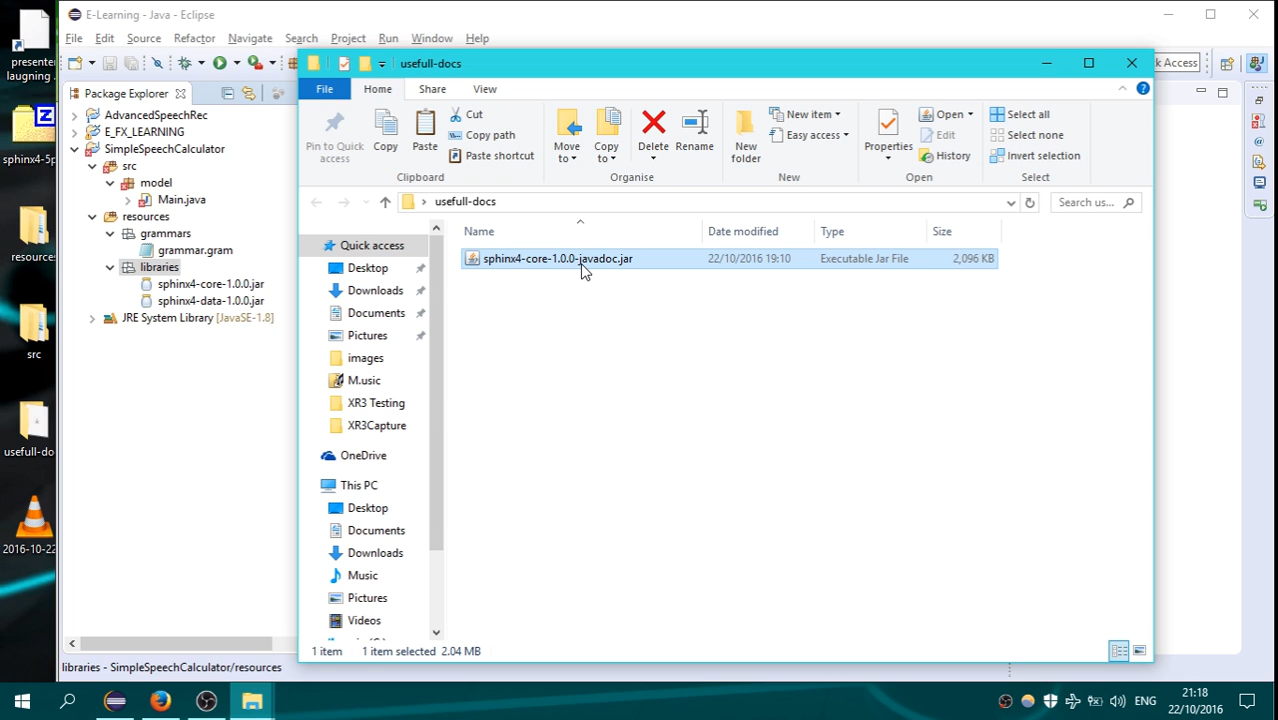 E-Learning - Java - Eclipse
File Edit Source Refactor Navigate Search Project Run Window Help
presenter
laugning
sphinx4-5p
resources
src
usefull-do
2016-10-22
Package Explorer
AdvancedSpeechRec
E_FX_LEARNING
SimpleSpeechCalculator
src
model
Main.java
resources
grammars
grammar.gram
libraries
sphinx4-core-1.0.0.jar
sphinx4-data-1.0.0.jar
JRE System Library [JavaSE-1.8]
libraries - SimpleSpeechCalculator/resources
k Access
usefull-docs
File Home Share View
Pin to Quick
access
Copy
Paste
Cut
Copy path
Paste shortcut
Clipboard
Move
to
Copy
to
Delete
Rename
Organise
New
folder
New item
Easy access
New
Properties
Open
Edit
History
Open
Select all
Select none
Invert selection
Select
usefull-docs
Search us...
Name Date modified Type Size
sphinx4-core-1.0.0-javadoc.jar 22/10/2016 19:10 Executable Jar File 2,096 KB
Quick access
Desktop
Downloads
Documents
Pictures
images
M.usic
XR3 Testing
XR3Capture
OneDrive
This PC
Desktop
Documents
Downloads
Music
Pictures
Videos
1 item 1 item selected 2.04 MB
ENG
21:18
22/10/2016